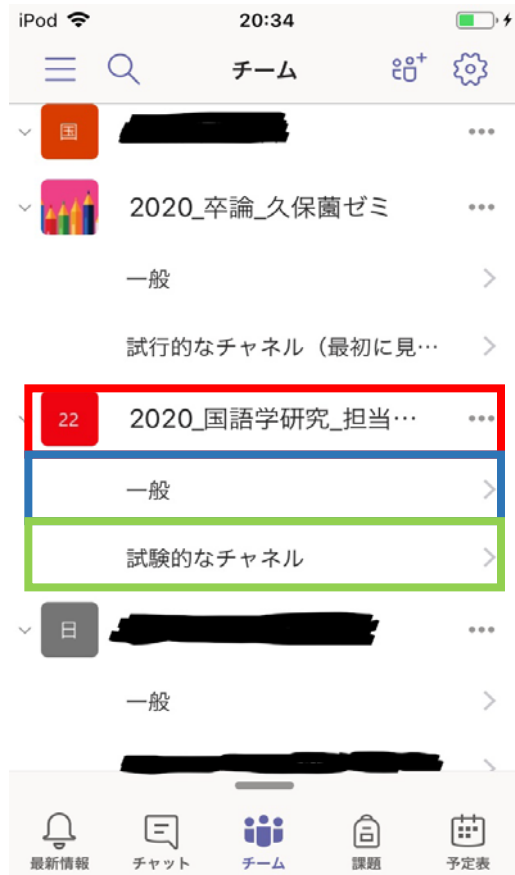 iPod 20:34
チーム
国
2020_卒論_久保薗ゼミ
一般
試行的なチャネル（最初に見…
22 2020_国語学研究_担当…
一般
試験的なチャネル
日
一般
最新情報 チャット チーム 課題 予定表